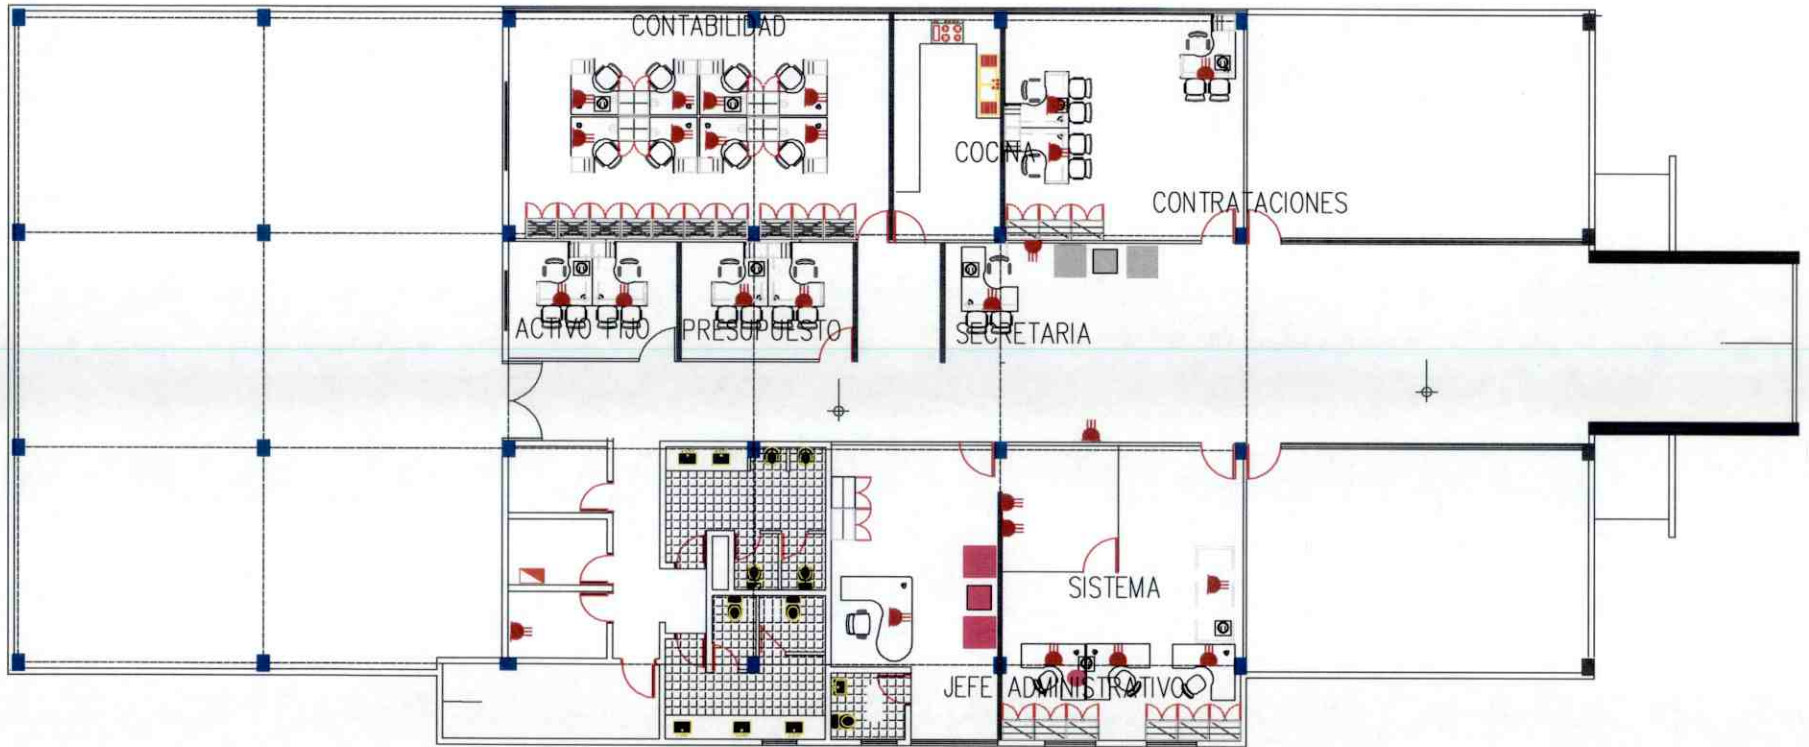 CONTABILIDAD
COCINA
CONTRATACIONES
ACTIVO FIJO
PRESUPUESTO
SECRETARIA
SISTEMA
JEFE ADMINISTRATIVO